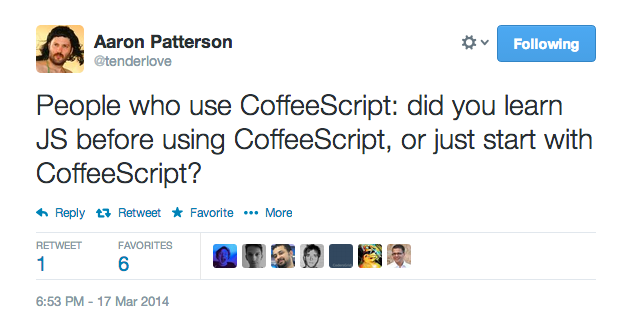 Aaron Patterson
@tenderlove
Following
People who use CoffeeScript: did you learn
JS before using CoffeeScript, or just start with
CoffeeScript?
Reply Retweet Favorite More
RETWEET FAVORITES
1 6
6:53 PM - 17 Mar 2014